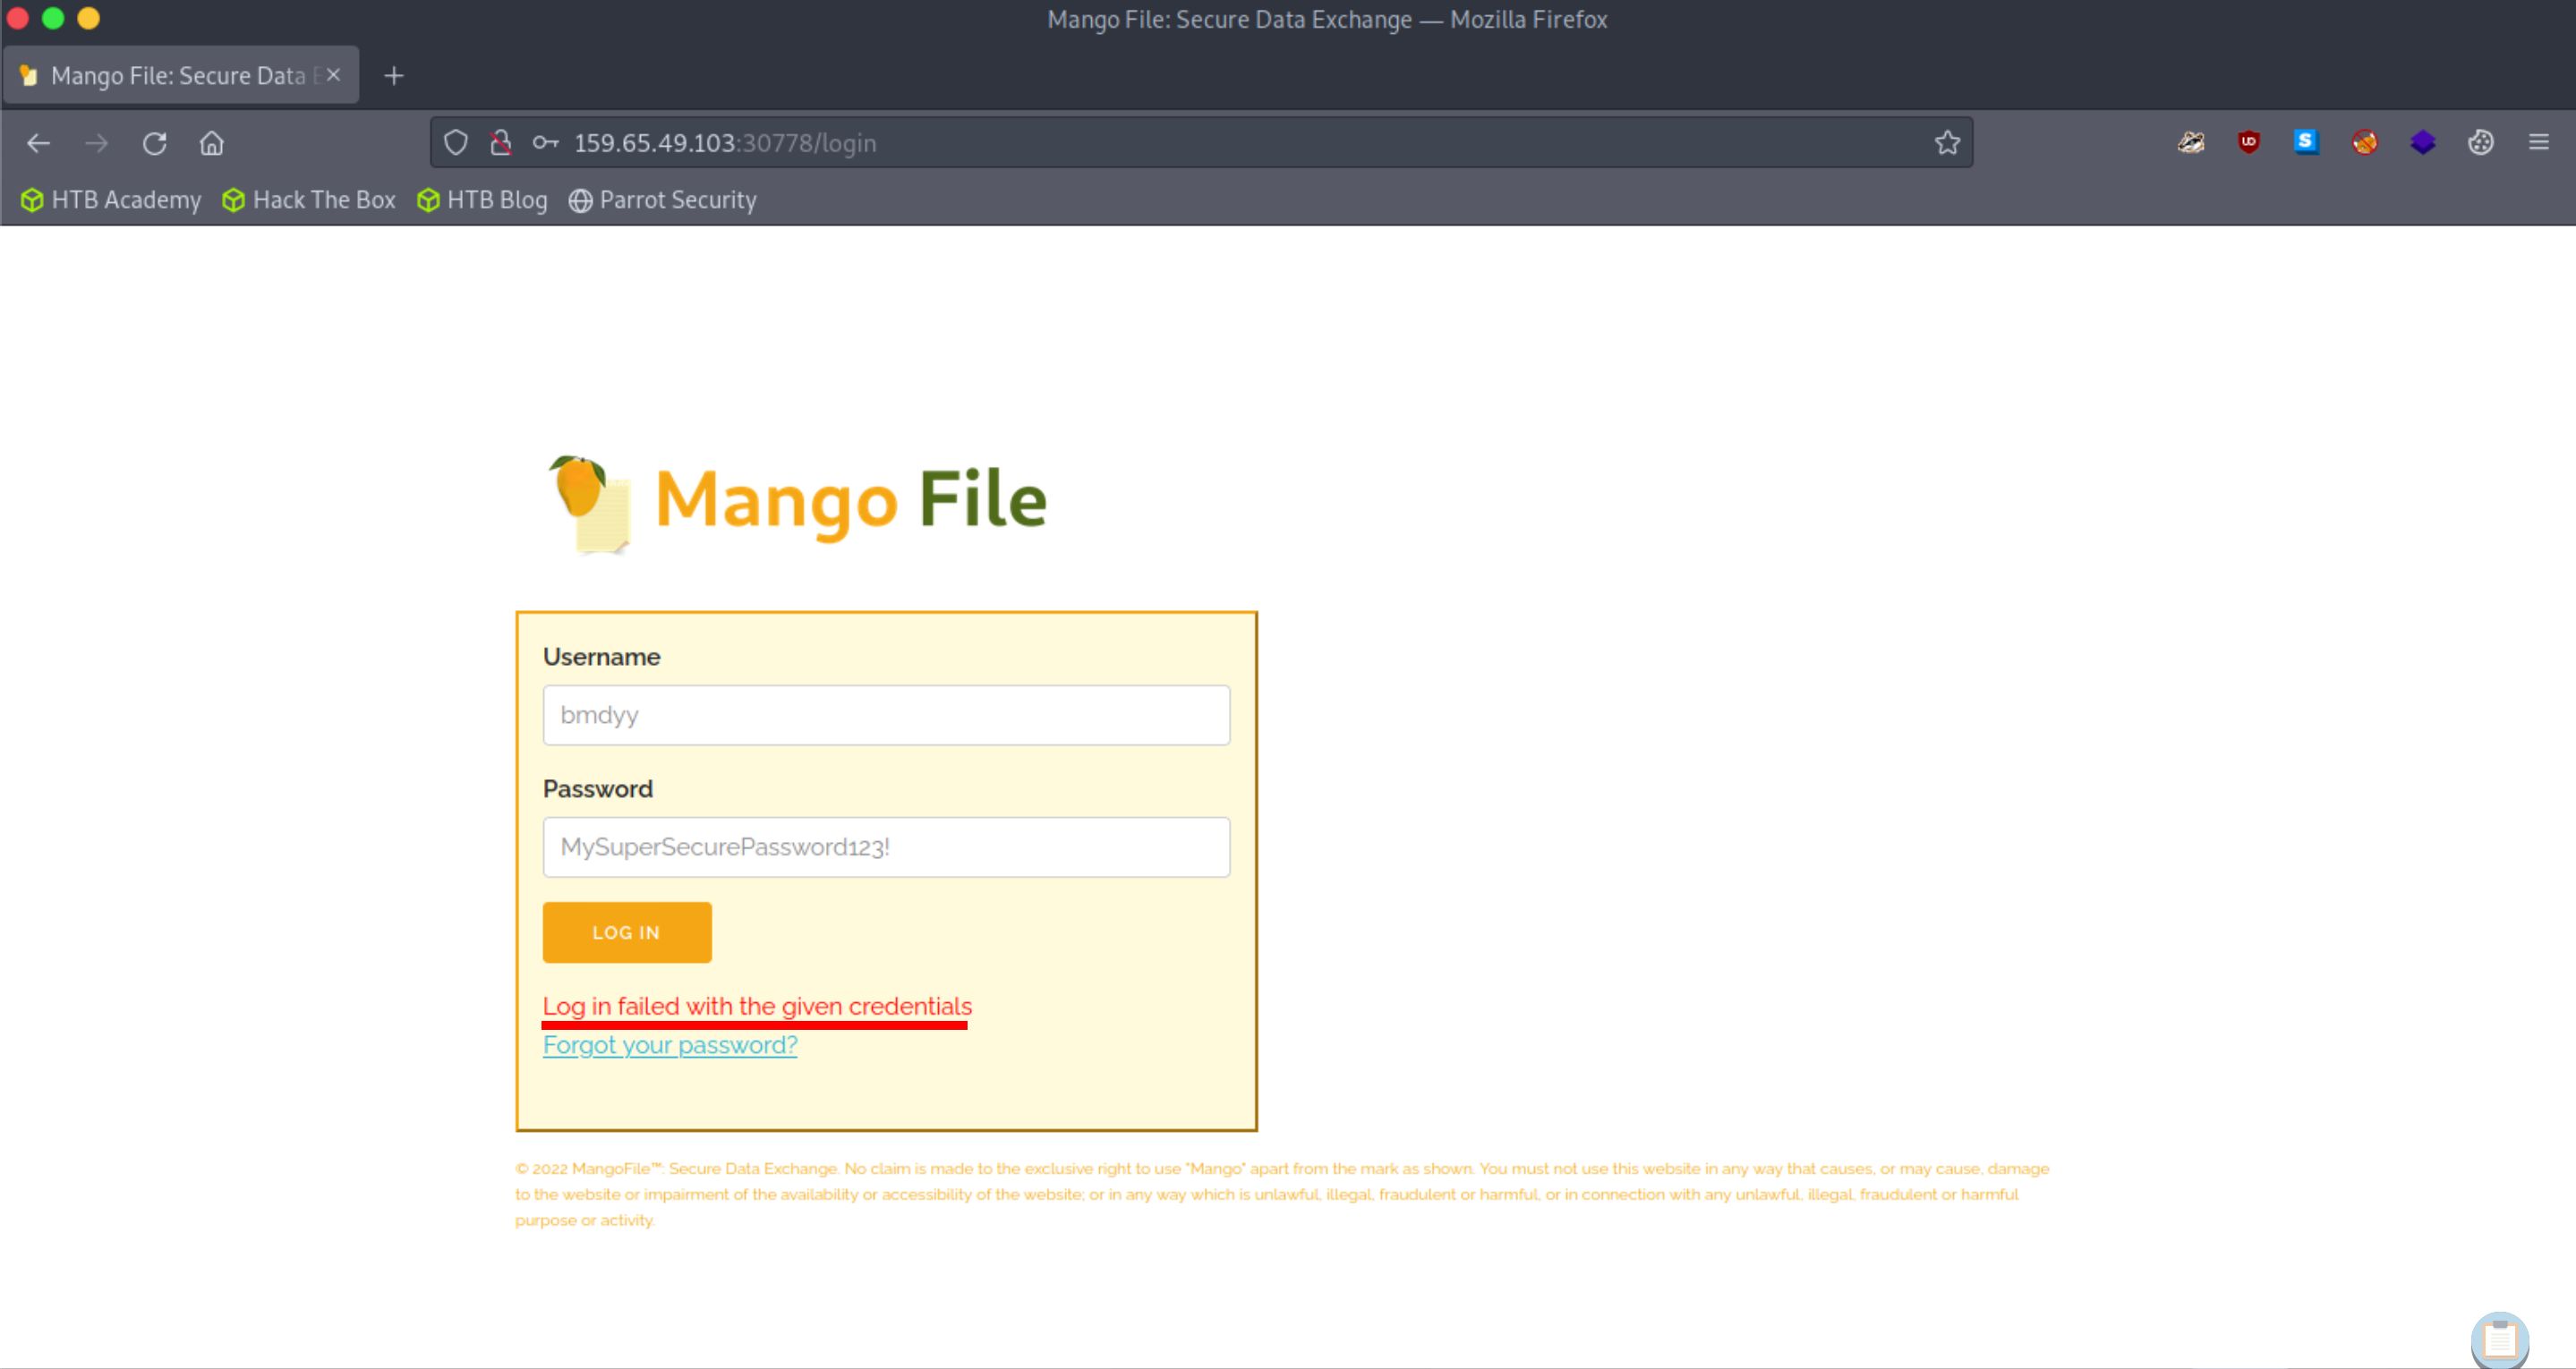 Mango File: Secure Data Exchange — Mozilla Firefox
Mango File: Secure Data
159.65.49.103:30778/login
HTB Academy Hack The Box HTB Blog Parrot Security
Mango File
Username
bmdyy
Password
MySuperSecurePassword123!
LOG IN
Log in failed with the given credentials
Forgot your password?
© 2022 MangoFile™: Secure Data Exchange. No claim is made to the exclusive right to use "Mango" apart from the mark as shown. You must not use this website in any way that causes, or may cause, damage
to the website or impairment of the availability or accessibility of the website; or in any way which is unlawful, illegal, fraudulent or harmful, or in connection with any unlawful, illegal, fraudulent or harmful
purpose or activity.